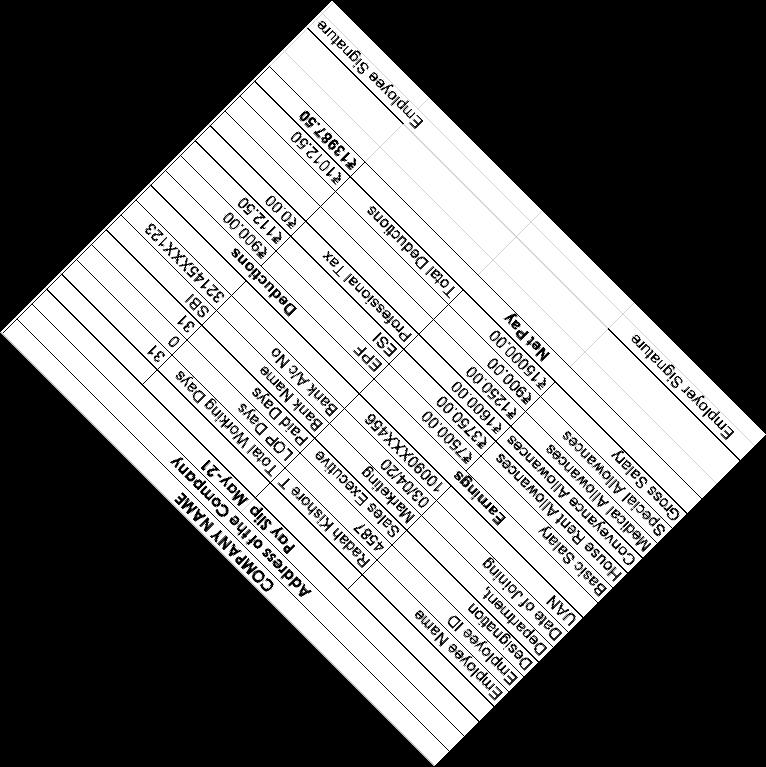 COMPANY NAME
Address of the Company
Pay Slip May-21
Employee Name Radah Kishore T Total Working Days 31
Employee ID 4587 LOP Days 0
Designation Sales Executive Paid Days 31
Department, Marketing Bank Name SBI
Date of Joining 03/04/20 Bank A/c No 32145XXX123
UAN 10090XXX456
Earnings Deductions
Basic Salary ₹7500.00 EPF ₹900.00
House Rent Allowances ₹3750.00 ESI ₹112.50
Conveyance Allowances ₹1600.00 Professional Tax ₹0.00
Medical Allowances ₹1250.00
Special Allowances ₹900.00
Gross Salary ₹15000.00 Total Deductions ₹1012.50
Net Pay ₹13987.50
Employer Signature Employee Signature